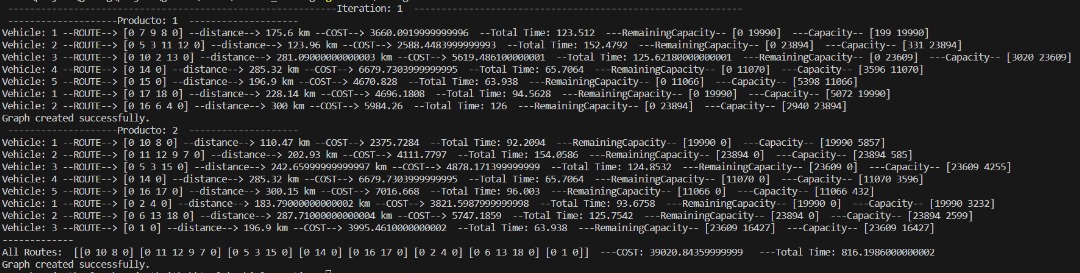 --------------------------------------------------------------------Iteration: 1 --------------------------------------------------------------------
----------------------Producto: 1 ----------------------
Vehicle: 1 --ROUTE--> [0 7 9 8 0] --distance--> 175.6 km --COST--> 3660.0919999999996 --Total Time: 123.512 ---RemainingCapacity-- [0 19990] ---Capacity-- [199 19990]
Vehicle: 2 --ROUTE--> [0 5 3 11 12 0] --distance--> 123.96 km --COST--> 2588.4483999999993 --Total Time: 152.4792 ---RemainingCapacity-- [0 23894] ---Capacity-- [331 23894]
Vehicle: 3 --ROUTE--> [0 10 2 13 0] --distance--> 281.09000000000003 km --COST--> 5619.486100000001 --Total Time: 125.62180000000001 ---RemainingCapacity-- [0 23609] ---Capacity-- [3020 23609]
Vehicle: 4 --ROUTE--> [0 14 0] --distance--> 285.32 km --COST--> 6679.730399999995 --Total Time: 65.7064 ---RemainingCapacity-- [0 11070] ---Capacity-- [3596 11070]
Vehicle: 5 --ROUTE--> [0 15 0] --distance--> 196.9 km --COST--> 4670.828 --Total Time: 63.938 ---RemainingCapacity-- [0 11066] ---Capacity-- [5398 11066]
Vehicle: 1 --ROUTE--> [0 17 18 0] --distance--> 228.14 km --COST--> 4696.1808 --Total Time: 94.5628 ---RemainingCapacity-- [0 19990] ---Capacity-- [5072 19990]
Vehicle: 2 --ROUTE--> [0 16 6 4 0] --distance--> 300 km --COST--> 5984.26 --Total Time: 126 ---RemainingCapacity-- [0 23894] ---Capacity-- [2940 23894]
Graph created successfully.
----------------------Producto: 2 ----------------------
Vehicle: 1 --ROUTE--> [0 10 8 0] --distance--> 110.47 km --COST--> 2375.7284 --Total Time: 92.2094 ---RemainingCapacity-- [19990 0] ---Capacity-- [19990 5857]
Vehicle: 2 --ROUTE--> [0 11 12 9 7 0] --distance--> 202.93 km --COST--> 4111.7797 --Total Time: 154.0586 ---RemainingCapacity-- [23894 0] ---Capacity-- [23894 585]
Vehicle: 3 --ROUTE--> [0 5 3 15 0] --distance--> 242.65999999999997 km --COST--> 4878.171399999999 --Total Time: 124.8532 ---RemainingCapacity-- [23609 0] ---Capacity-- [23609 4255]
Vehicle: 4 --ROUTE--> [0 14 0] --distance--> 285.32 km --COST--> 6679.730399999995 --Total Time: 65.7064 ---RemainingCapacity-- [11070 0] ---Capacity-- [11070 3596]
Vehicle: 5 --ROUTE--> [0 16 17 0] --distance--> 300.15 km --COST--> 7016.668 --Total Time: 96.003 ---RemainingCapacity-- [11066 0] ---Capacity-- [11066 432]
Vehicle: 1 --ROUTE--> [0 2 4 0] --distance--> 183.79000000000002 km --COST--> 3821.5987999999998 --Total Time: 93.6758 ---RemainingCapacity-- [19990 0] ---Capacity-- [19990 3232]
Vehicle: 2 --ROUTE--> [0 6 13 18 0] --distance--> 287.71000000000004 km --COST--> 5747.1859 --Total Time: 125.7542 ---RemainingCapacity-- [23894 0] ---Capacity-- [23894 2599]
Vehicle: 3 --ROUTE--> [0 1 0] --distance--> 196.9 km --COST--> 3995.4610000000002 --Total Time: 63.938 ---RemainingCapacity-- [23609 16427] ---Capacity-- [23609 16427]
-------------
All Routes: [[0 10 8 0] [0 11 12 9 7 0] [0 5 3 15 0] [0 14 0] [0 16 17 0] [0 2 4 0] [0 6 13 18 0] [0 1 0]] ---COST: 39020.84359999999 ---Total Time: 816.1986000000002
Graph created successfully.